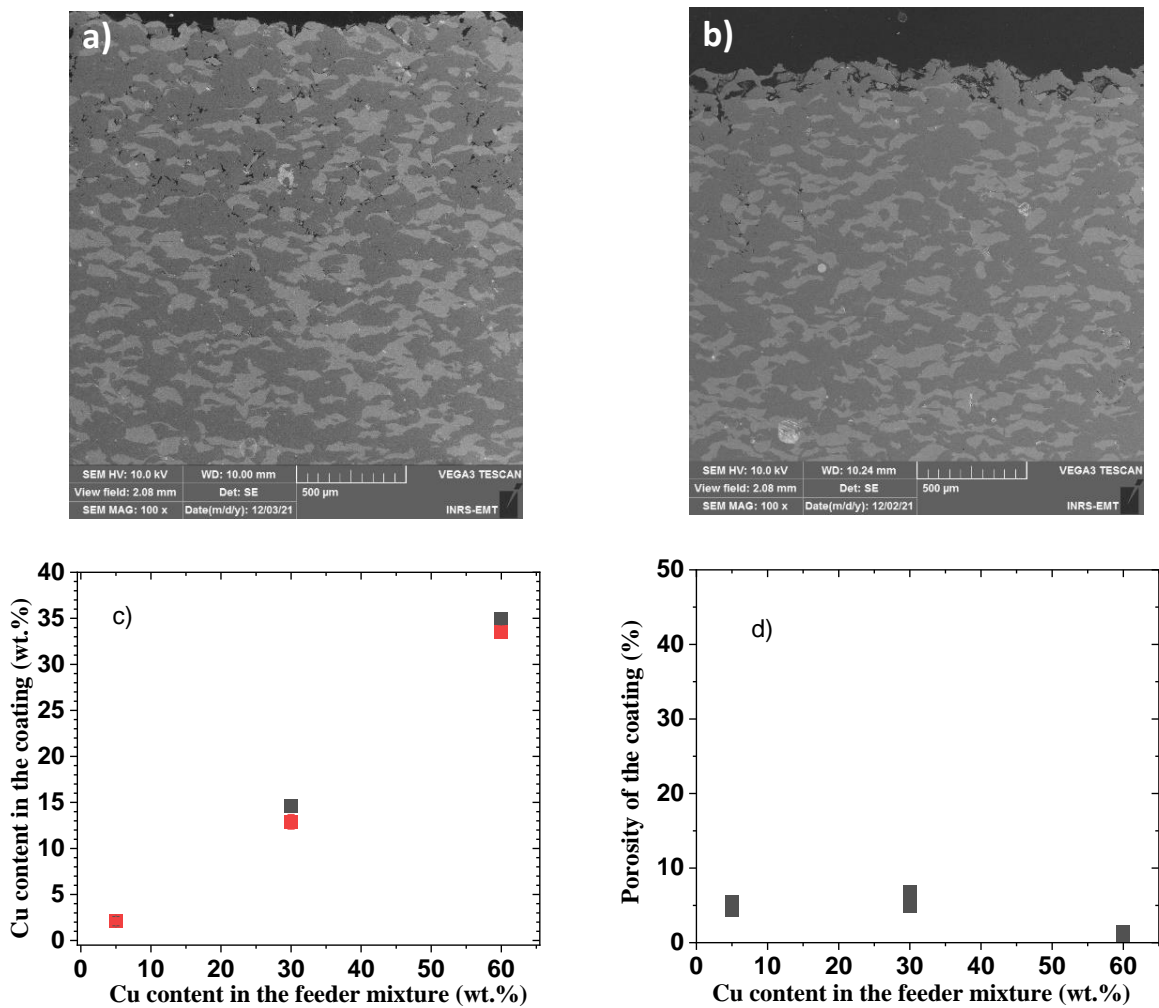 a)
SEM HV: 10.0 kV WD: 10.00 mm VEGA3 TESCAN
View field: 2.08 mm Det: SE 500 µm
SEM MAG: 100 x Date(m/d/y): 12/03/21 INRS-EMT
b)
SEM HV: 10.0 kV WD: 10.24 mm VEGA3 TESCAN
View field: 2.08 mm Det: SE 500 µm
SEM MAG: 100 x Date(m/d/y): 12/02/21 INRS-EMT
c)
Cu content in the coating (wt.%)
40
35
30
25
20
15
10
5
0
0 10 20 30 40 50 60
Cu content in the feeder mixture (wt.%)
d)
Porosity of the coating (%)
50
40
30
20
10
0
0 10 20 30 40 50 60
Cu content in the feeder mixture (wt.%)